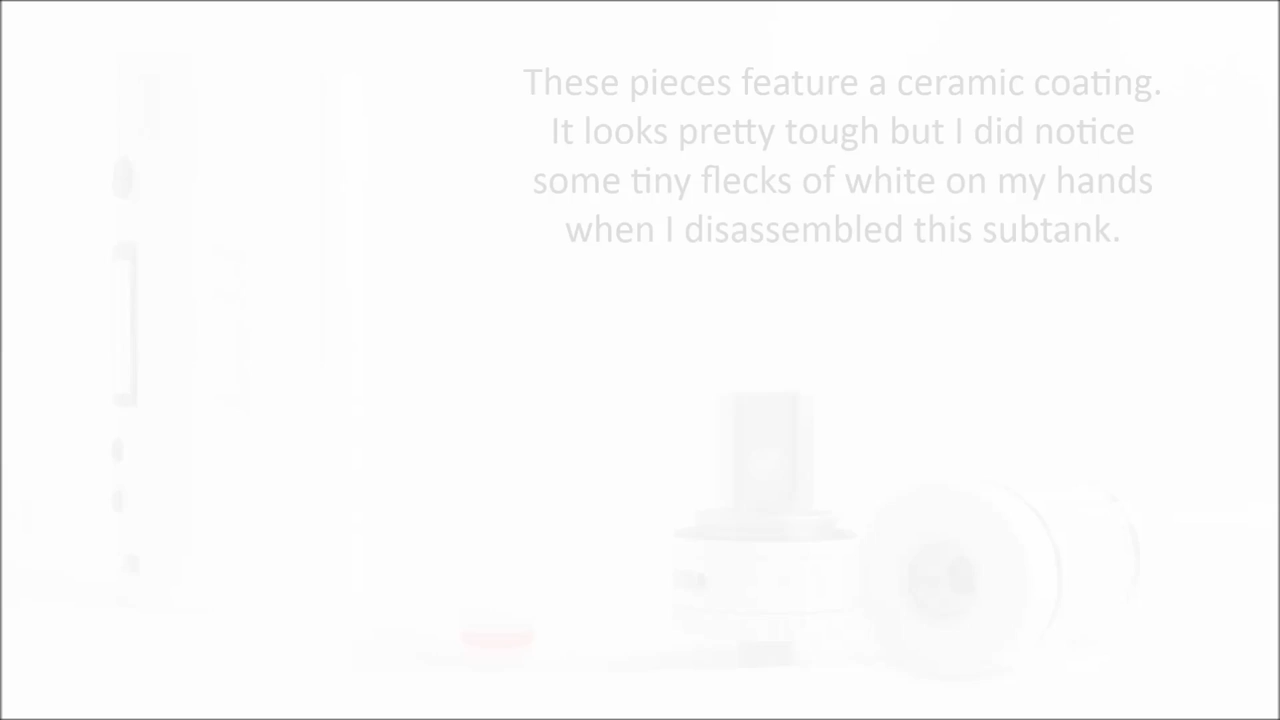 These pieces feature a ceramic coating.
It looks pretty tough but I did notice
some tiny flecks of white on my hands
when I disassembled this subtank.